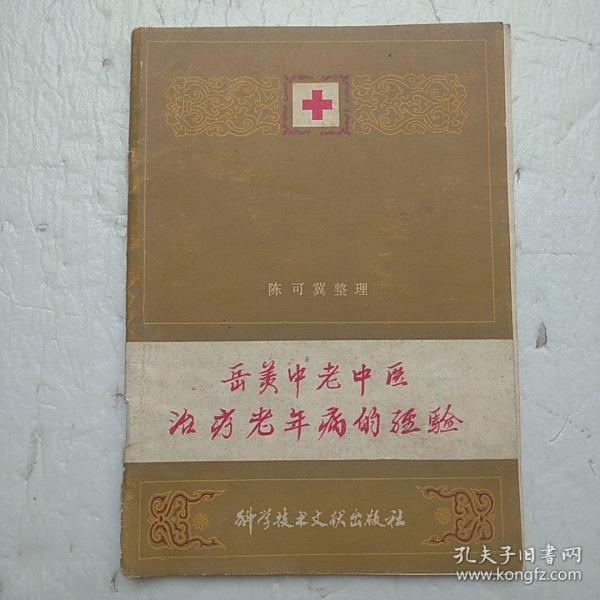 陈可冀整理
岳美中老中医
治疗老年病的经验
科学技术文献出版社
孔夫子旧书网
www.kongfz.com